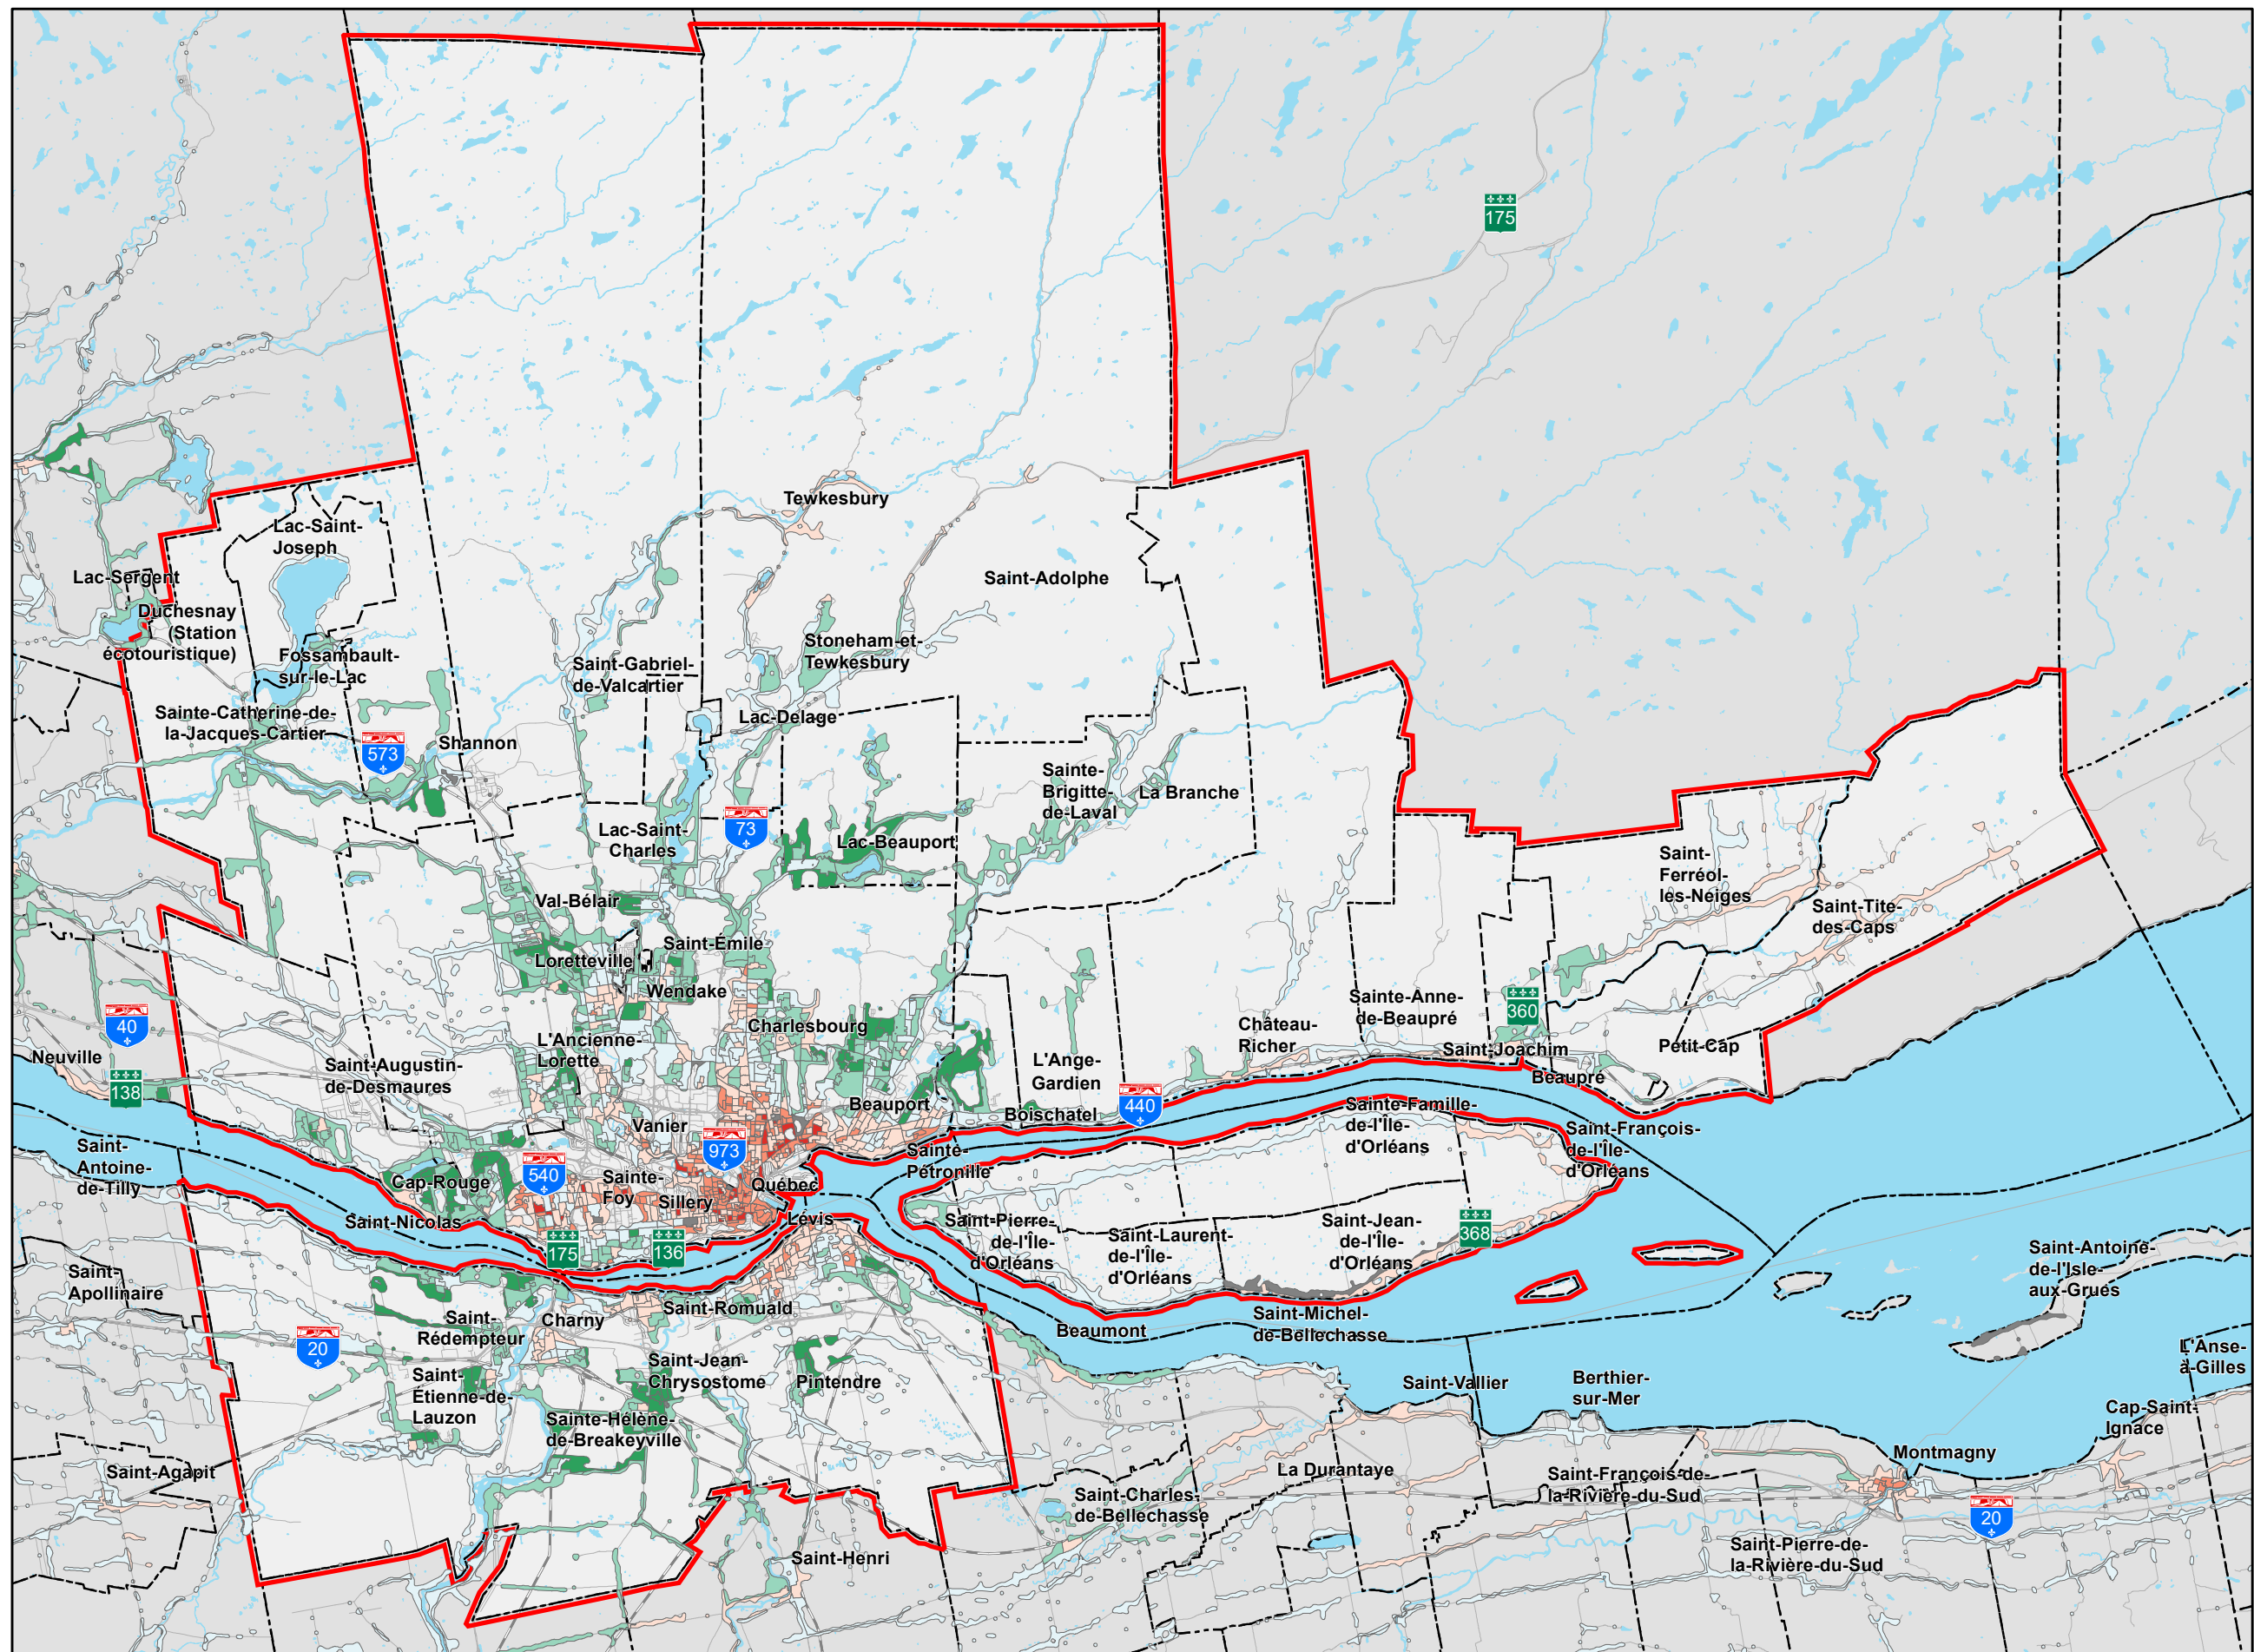 175
Tewkesbury
Lac-Saint-
Joseph
Saint-Adolphe
Lac-Sergent
Duchesnay
(Station
écotouristique)
Fossambault-
sur-le-Lac
Saint-Gabriel-
de-Valcartier
Stoneham-et-
Tewkesbury
Sainte-Catherine-de-
la-Jacques-Cartier
Lac-Delage
573
Shannon
Sainte-
Brigitte-
de-Laval
La Branche
Lac-Saint-
Charles
73
Lac-Beauport
Saint-
Ferréol-
les-Neiges
Saint-Tite-
des-Caps
Val-Bélair
Saint-Émile
Loretteville
Wendake
40
Neuville
138
Saint-Augustin-
de-Desmaures
L'Ancienne-
Lorette
Charlesbourg
Château-
Richer
Sainte-Anne-
de-Beaupré
360
Saint-Joachim
Petit-Cap
Beaupré
L'Ange-
Gardien
Beauport
Boischatel
440
Vanier
973
Saint-
Antoine-
de-Tilly
Cap-Rouge
540
Sainte-
Foy
Sillery
Québec
Sainte-
Pétronille
Sainte-Famille-
de-l'Île-
d'Orléans
Saint-François-
de-l'Île-
d'Orléans
Saint-Nicolas
175
136
Lévis
Saint-Pierre-
de-l'Île-
d'Orléans
Saint-Laurent-
de-l'Île-
d'Orléans
Saint-Jean-
de-l'Île-
d'Orléans
368
Saint-Antoine-
de-l'Isle-
aux-Grues
Saint-
Apollinaire
20
Saint-
Rédempteur
Charny
Saint-Romuald
Beaumont
Saint-Michel-
de-Bellechasse
Saint-
Étienne-de-
Lauzon
Saint-Jean-
Chrysostome
Pintendre
Sainte-Hélène-
de-Breakeyville
Saint-Vallier
Berthier-
sur-Mer
L'Anse-
à-Gilles
Cap-Saint-
Ignace
Montmagny
Saint-Agapit
La Durantaye
Saint-Charles-
de-Bellechasse
Saint-François-de-
la-Rivière-du-Sud
20
Saint-Henri
Saint-Pierre-de-
la-Rivière-du-Sud